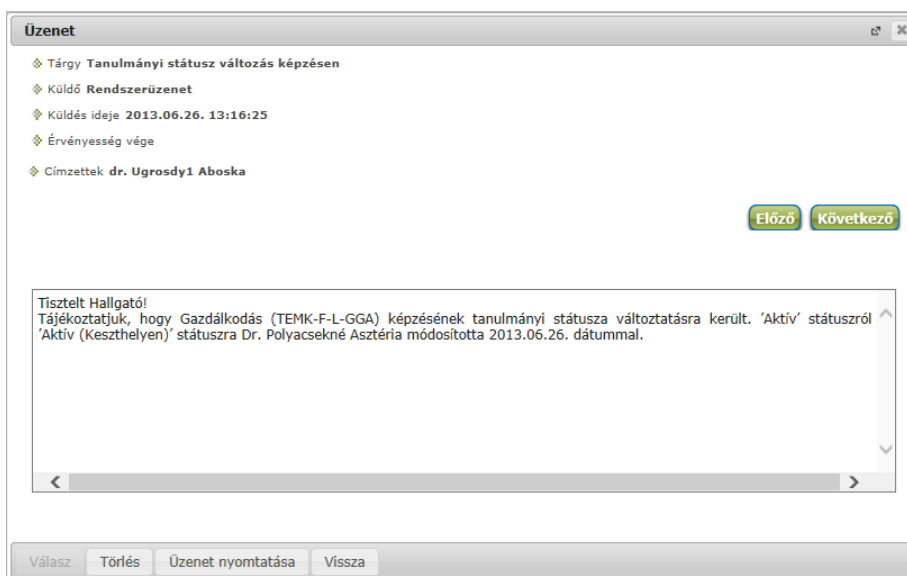 Üzenet
Tárgy Tanulmányi státusz változás képzésen
Küldő Rendszerüzenet
Küldés ideje 2013.06.26. 13:16:25
Érvényesség vége
Címzettek dr. Ugrosdy1 Aboska
Előző Következő
Tisztelt Hallgató!
Tájékoztatjuk, hogy Gazdálkodás (TEMK-F-L-GGA) képzésének tanulmányi státusza változtatásra került. ‘Aktív’ státuszról
‘Aktív (Keszthelyen)’ státuszra Dr. Polyacsekné Asztéria módosította 2013.06.26. dátummal.
Válasz Törlés Üzenet nyomtatása Vissza